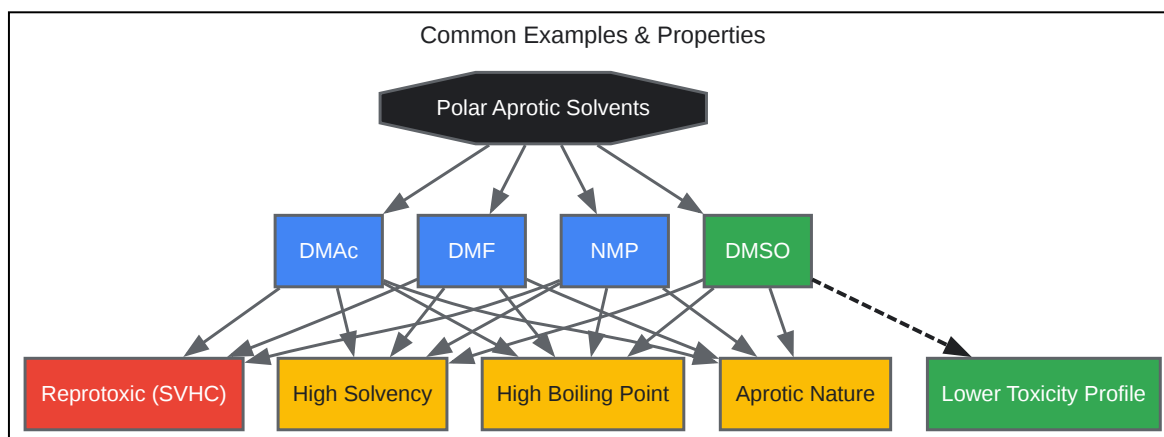 Common Examples & Properties
Polar Aprotic Solvents
DMAc
DMF
NMP
DMSO
Reprotoxic (SVHC)
High Solvency
High Boiling Point
Aprotic Nature
Lower Toxicity Profile